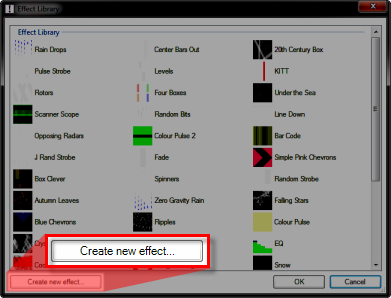 Effect Library
Effect Library
Rain Drops Center Bars Out 20th Century Box
Pulse Strobe Levels KITT
Rotors Four Boxes Under the Sea
Scanner Scope Random Bits Line Down
Opposing Radars Colour Pulse 2 Bar Code
J Rand Strobe Fade Simple Pink Chevrons
Box Clever Spinners Random Strobe
Autumn Leaves Zero Gravity Rain Falling Stars
Blue Chevrons Ripples Colour Pulse
EQ
Create new effect...
Snow
Create new effect... OK Cancel